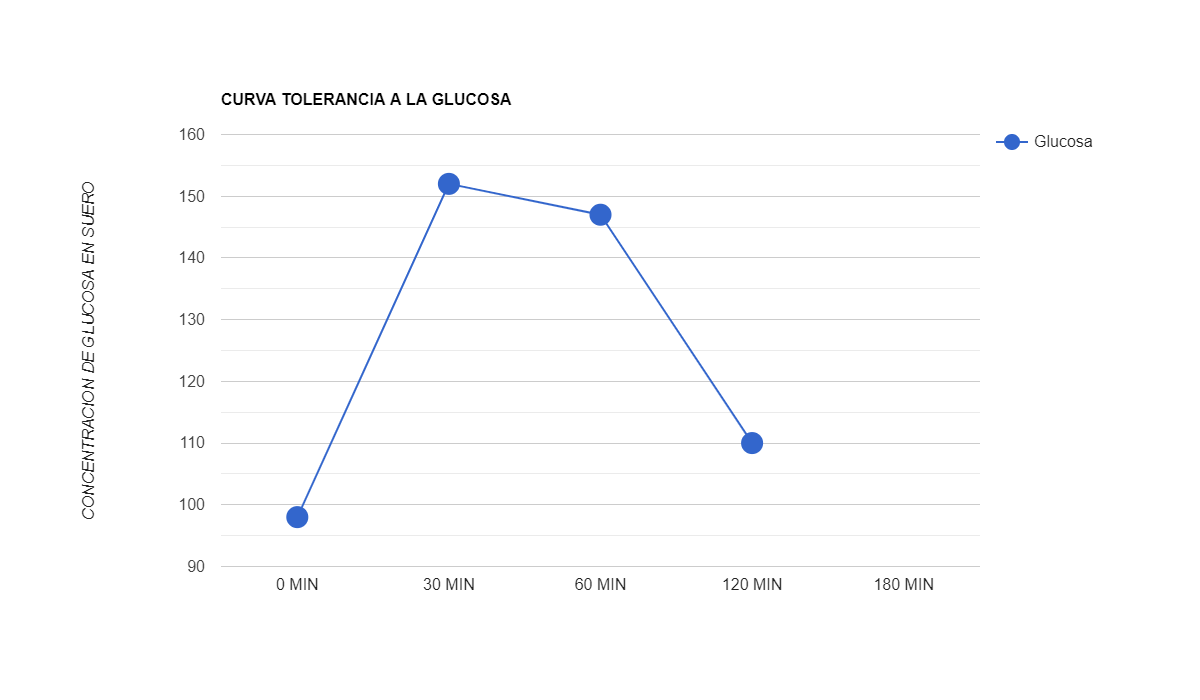 CURVA TOLERANCIA A LA GLUCOSA
160
150
140
130
120
110
100
90
CONCENTRACION DE GLUCOSA EN SUERO
0 MIN
30 MIN
60 MIN
120 MIN
180 MIN
Glucosa